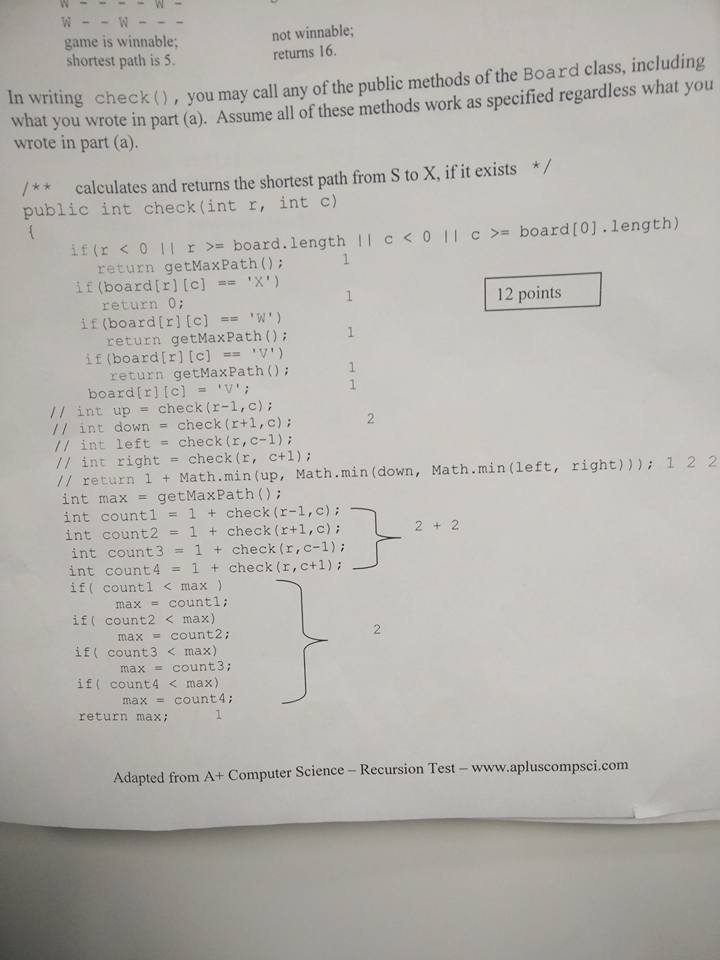 W - - - - W -
W - - W - - -
game is winnable;
shortest path is 5.
not winnable;
returns 16.
In writing check(), you may call any of the public methods of the Board class, including
what you wrote in part (a). Assume all of these methods work as specified regardless what you
wrote in part (a).
/** calculates and returns the shortest path from S to X, if it exists */
public int check(int r, int c)
{
if(r < 0 || r >= board.length || c < 0 || c >= board[0].length)
return getMaxPath(); 1
if(board[r][c] == 'X')
return 0; 1
12 points
if(board[r][c] == 'W')
return getMaxPath(); 1
if(board[r][c] == 'V')
return getMaxPath(); 1
board[r][c] = 'V'; 1
// int up = check(r-1,c);
// int down = check(r+1,c); 2
// int left = check(r,c-1);
// int right = check(r, c+1);
// return 1 + Math.min(up, Math.min(down, Math.min(left, right))); 1 2 2
int max = getMaxPath();
int count1 = 1 + check(r-1,c);
int count2 = 1 + check(r+1,c); 2 + 2
int count3 = 1 + check(r,c-1);
int count4 = 1 + check(r,c+1);
if( count1 < max )
max = count1;
if( count2 < max)
max = count2; 2
if( count3 < max)
max = count3;
if( count4 < max)
max = count4;
return max; 1
Adapted from A+ Computer Science – Recursion Test – www.apluscompsci.com